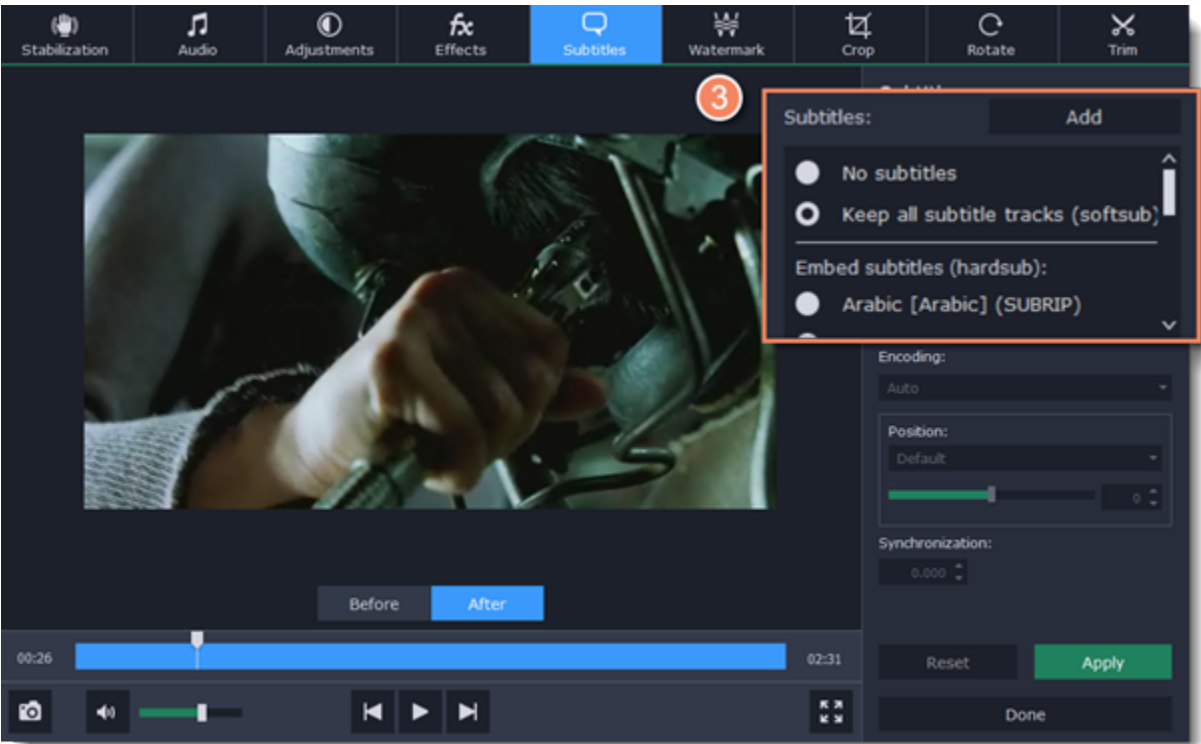 Stabilization
Audio
Adjustments
fx
Effects
Subtitles
Watermark
Crop
Rotate
Trim
3
Subtitles:
Add
No subtitles
Keep all subtitle tracks (softsub)
Embed subtitles (hardsub):
Arabic [Arabic] (SUBRIP)
Encoding:
Auto
Position:
Default
0
Synchronization:
0.000
Before
After
00:26
02:31
Reset
Apply
Done